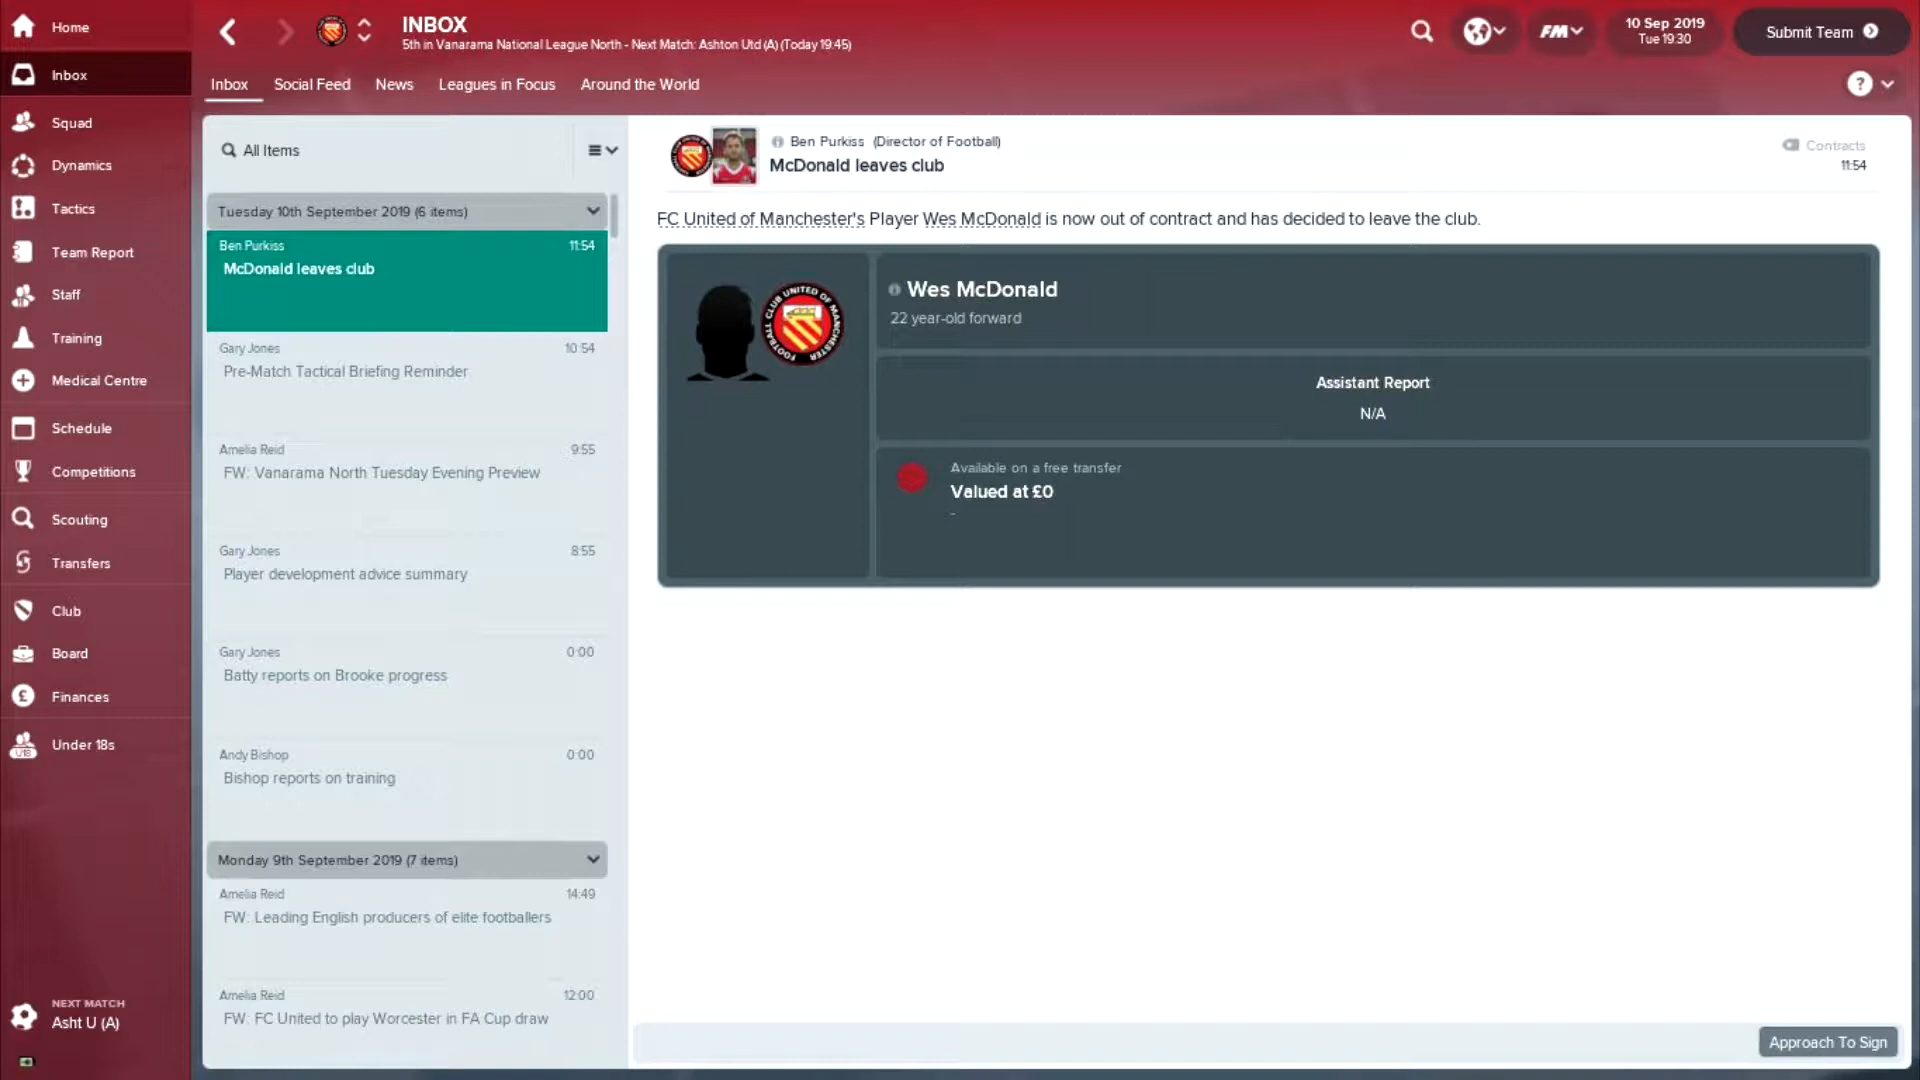 Home
Inbox
Squad
Dynamics
Tactics
Team Report
Staff
Training
Medical Centre
Schedule
Competitions
Scouting
Transfers
Club
Board
Finances
U18
Under 18s
NEXT MATCH
Asht U (A)
INBOX
5th in Vanarama National League North - Next Match: Ashton Utd (A) (Today 19:45)
FM
10 Sep 2019
Tue 19:30
Submit Team
Inbox
Social Feed
News
Leagues in Focus
Around the World
?
All Items
Tuesday 10th September 2019 (6 items)
Ben Purkiss 11:54
McDonald leaves club
Gary Jones 10:54
Pre-Match Tactical Briefing Reminder
Amelia Reid 9:55
FW: Vanarama North Tuesday Evening Preview
Gary Jones 8:55
Player development advice summary
Gary Jones 0:00
Batty reports on Brooke progress
Andy Bishop 0:00
Bishop reports on training
Monday 9th September 2019 (7 items)
Amelia Reid 14:49
FW: Leading English producers of elite footballers
Amelia Reid 12:00
FW: FC United to play Worcester in FA Cup draw
Ben Purkiss (Director of Football)
McDonald leaves club
Contracts
11:54
FC United of Manchester's Player Wes McDonald is now out of contract and has decided to leave the club.
FOOTBALL CLUB UNITED OF MANCHESTER
Wes McDonald
22 year-old forward
Assistant Report
N/A
Available on a free transfer
Valued at £0
-
Approach To Sign